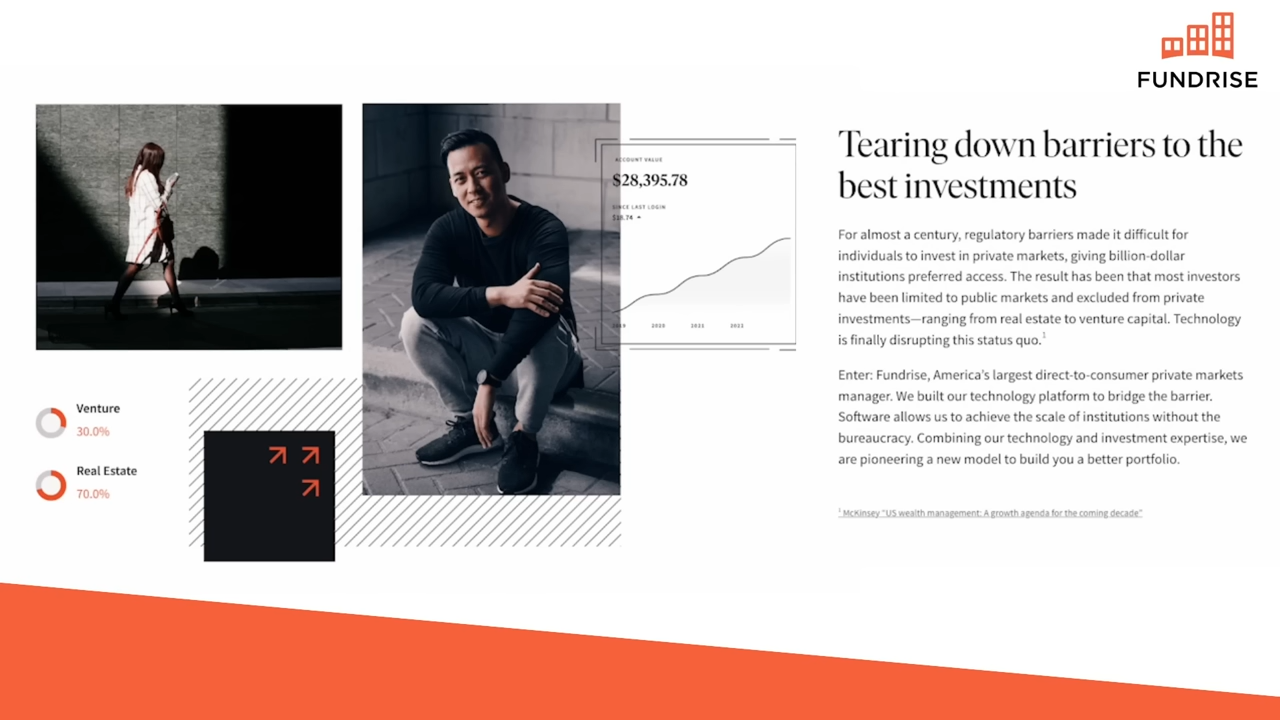 FUNDRISE
ACCOUNT VALUE
$28,395.78
SINCE LAST LOGIN
$18.74
2020
2021
2022
Venture
30.0%
Real Estate
70.0%
Tearing down barriers to the
best investments
For almost a century, regulatory barriers made it difficult for
individuals to invest in private markets, giving billion-dollar
institutions preferred access. The result has been that most investors
have been limited to public markets and excluded from private
investments—ranging from real estate to venture capital. Technology
is finally disrupting this status quo.1
Enter: Fundrise, America's largest direct-to-consumer private markets
manager. We built our technology platform to bridge the barrier.
Software allows us to achieve the scale of institutions without the
bureaucracy. Combining our technology and investment expertise, we
are pioneering a new model to build you a better portfolio.
1 McKinsey "US wealth management: A growth agenda for the coming decade"